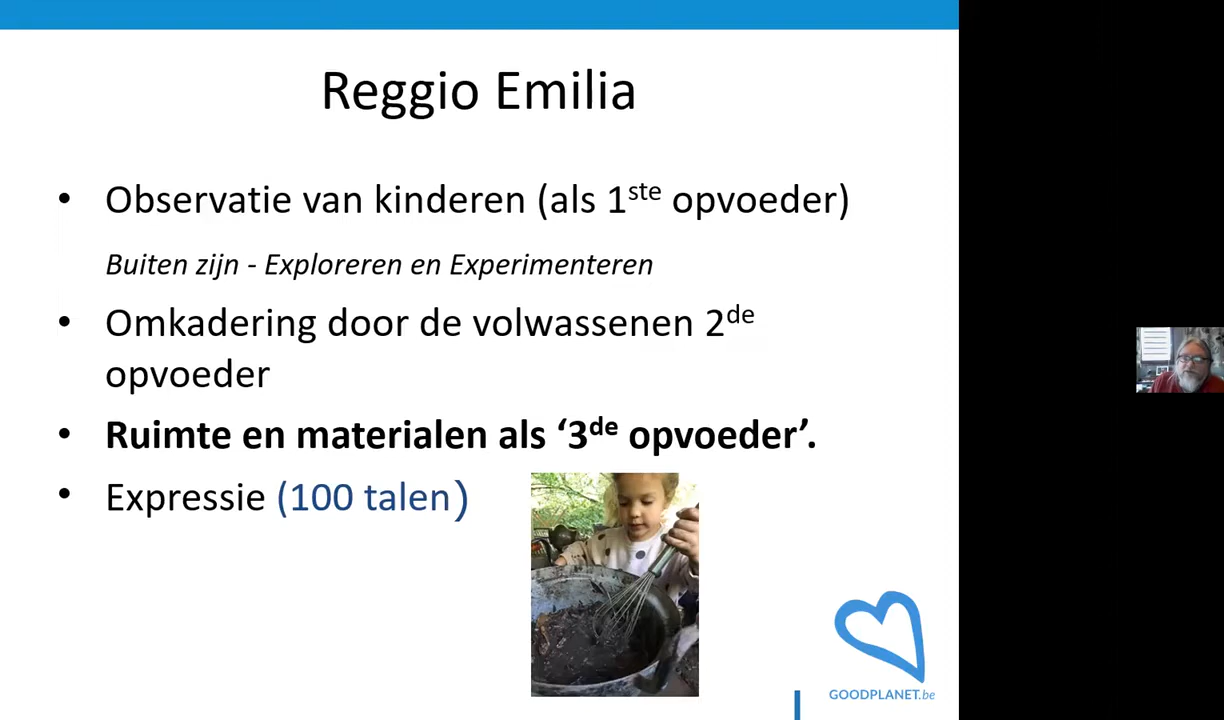 Reggio Emilia
• Observatie van kinderen (als 1ste opvoeder)
Buiten zijn - Exploreren en Experimenteren
• Omkadering door de volwassenen 2de
opvoeder
• Ruimte en materialen als ‘3de opvoeder’.
• Expressie (100 talen)
GOODPLANET.be